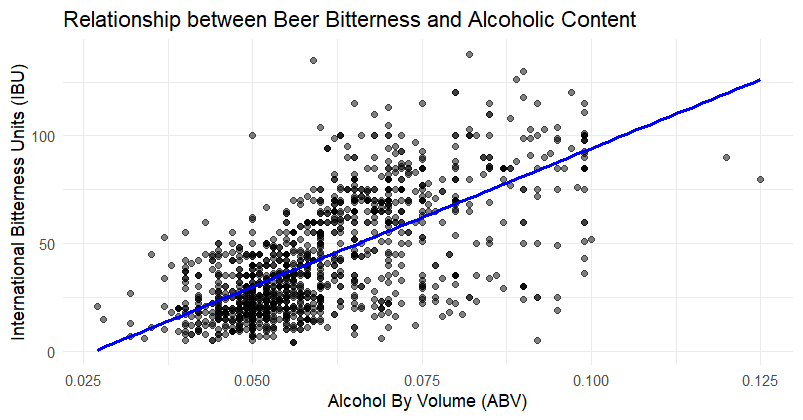 Relationship between Beer Bitterness and Alcoholic Content
International Bitterness Units (IBU)
100
50
0
0.025 0.050 0.075 0.100 0.125
Alcohol By Volume (ABV)